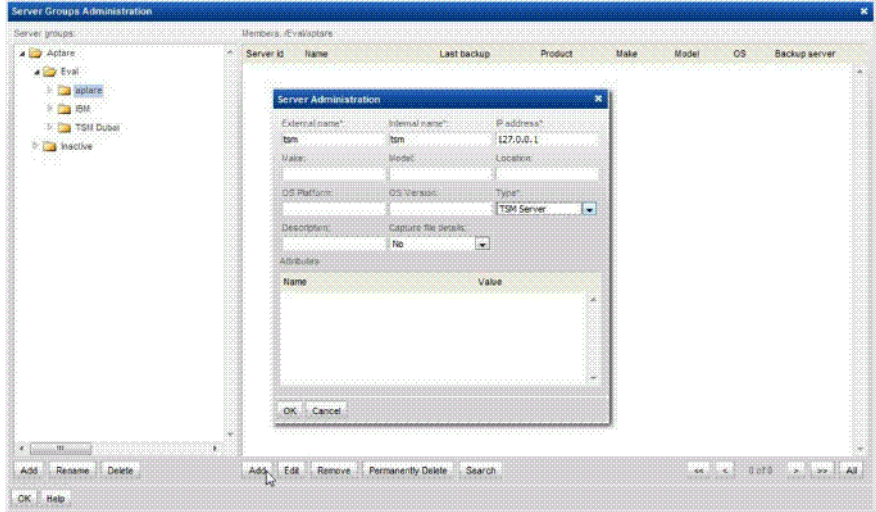 Server Groups Administration
Server groups:
Members: /Eval/aptare
Aptare
Eval
aptare
IBM
TSM Dubai
Inactive
Server id Name Last backup Product Make Model OS Backup server
Server Administration
External name*: Internal name*: IP address*:
tsm tsm 127.0.0.1
Make: Model: Location:
OS Platform: OS Version: Type*:
TSM Server
Description: Capture file details:
No
Attributes
Name Value
OK Cancel
Add Rename Delete
Add Edit Remove Permanently Delete Search
<< < 0 of 0 > >> All
OK Help